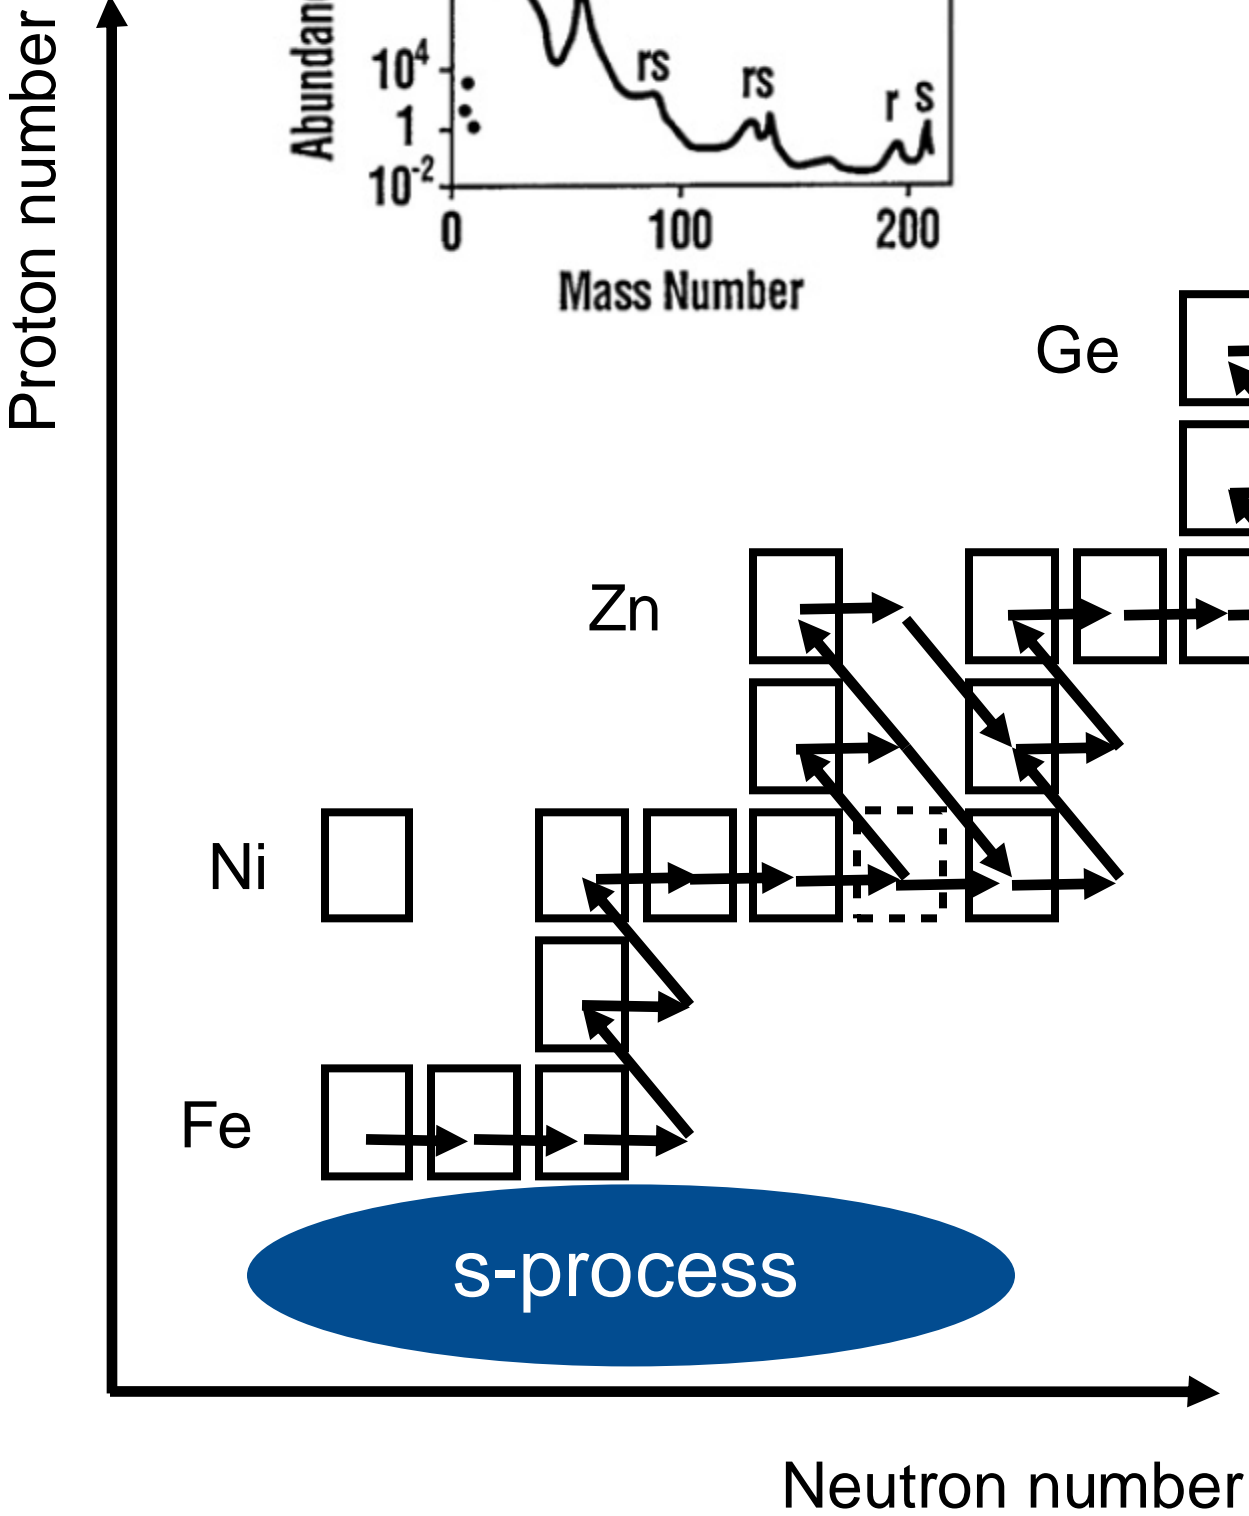 Proton number
Abundan
10⁴
1
10⁻²
rs
rs
r s
0 100 200
Mass Number
Ge
Zn
Ni
Fe
s-process
Neutron number